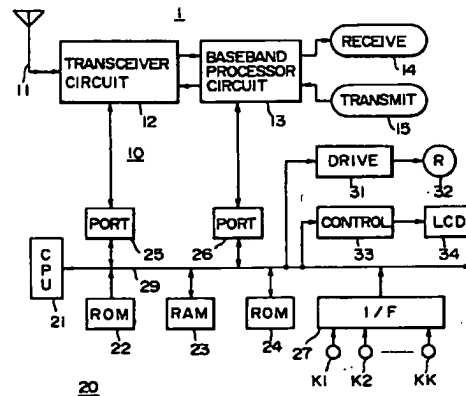 1
RECEIVE
14
TRANSCEIVER CIRCUIT
12
BASEBAND PROCESSOR CIRCUIT
13
TRANSMIT
15
11
10
DRIVE
31
R
32
PORT
25
PORT
26
CONTROL
33
LCD
34
CPU
21
29
ROM
22
RAM
23
ROM
24
I/F
27
K1
K2
KK
20